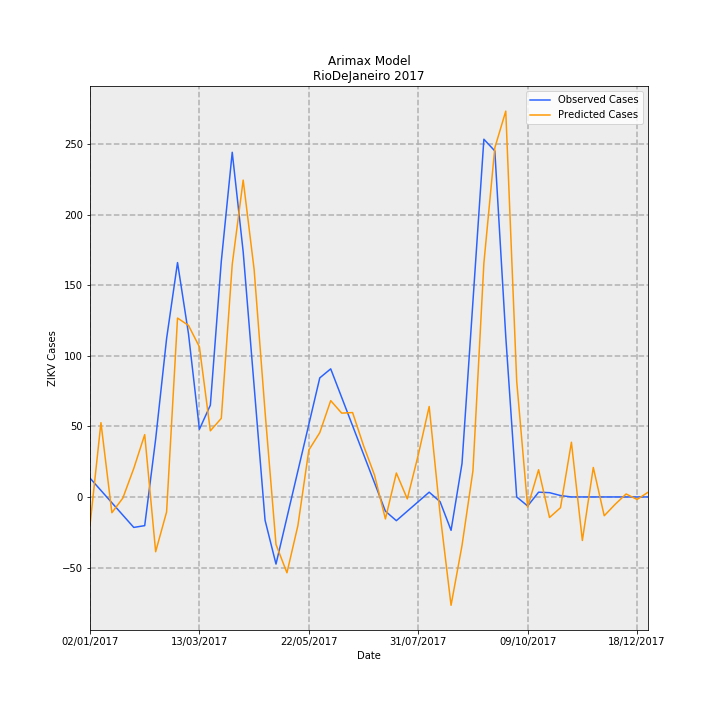 Arimax Model
RioDeJaneiro 2017
Observed Cases
Predicted Cases
250
200
150
100
50
0
−50
ZIKV Cases
02/01/2017 13/03/2017 22/05/2017 31/07/2017 09/10/2017 18/12/2017
Date